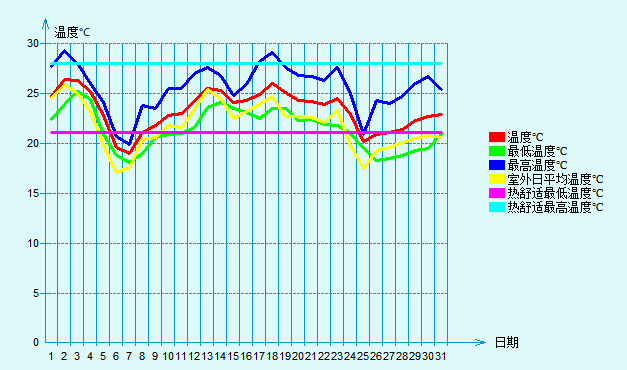 温度℃
30
25
20
15
10
5
0
1 2 3 4 5 6 7 8 9 10 11 12 13 14 15 16 17 18 19 20 21 22 23 24 25 26 27 28 29 30 31
日期
温度℃
最低温度℃
最高温度℃
室外日平均温度℃
热舒适最低温度℃
热舒适最高温度℃